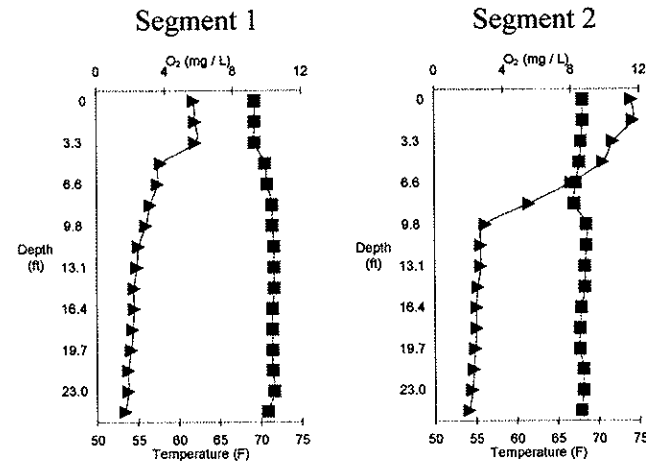 Segment 1
Segment 2
O₂ (mg / L)
0 4 8 12
O₂ (mg / L)
0 4 8 12
Depth
(ft)
0
3.3
6.6
9.8
13.1
16.4
19.7
23.0
50 55 60 65 70 75
Temperature (F)
Depth
(ft)
0
3.3
6.6
9.8
13.1
16.4
19.7
23.0
50 55 60 65 70 75
Temperature (F)